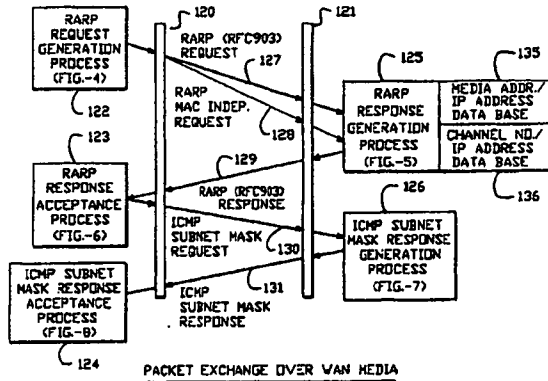 120
121
RARP
REQUEST
GENERATION
PROCESS
(FIG.-4)
122
RARP (RFC903)
REQUEST
127
RARP
MAC INDEP.
REQUEST
128
125
135
RARP
RESPONSE
GENERATION
PROCESS
(FIG.-5)
MEDIA ADDR./
IP ADDRESS
DATA BASE
CHANNEL NO./
IP ADDRESS
DATA BASE
136
123
RARP
RESPONSE
ACCEPTANCE
PROCESS
(FIG.-6)
129
RARP (RFC903)
RESPONSE
ICMP
SUBNET MASK
REQUEST
130
126
ICMP SUBNET
MASK RESPONSE
GENERATION
PROCESS
(FIG.-7)
ICMP SUBNET
MASK RESPONSE
ACCEPTANCE
PROCESS
(FIG.-8)
124
131
ICMP
SUBNET MASK
RESPONSE
PACKET EXCHANGE OVER WAN MEDIA